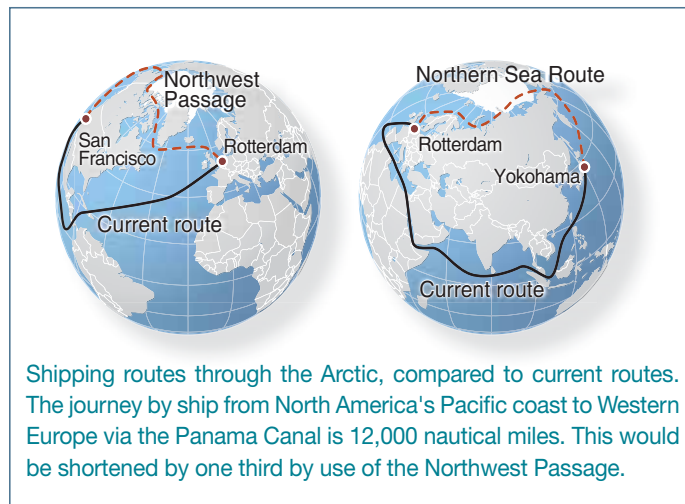 Northwest
Passage
San
Francisco
Rotterdam
Current route
Northern Sea Route
Rotterdam
Yokohama
Current route
Shipping routes through the Arctic, compared to current routes.
The journey by ship from North America's Pacific coast to Western
Europe via the Panama Canal is 12,000 nautical miles. This would
be shortened by one third by use of the Northwest Passage.